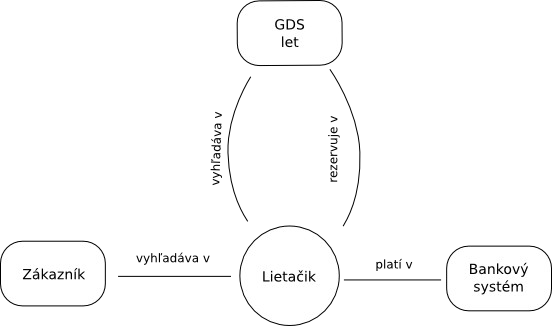 GDS
let
vyhľadáva v
rezervuje v
Zákazník
vyhľadáva v
Lietačik
platí v
Bankový
systém